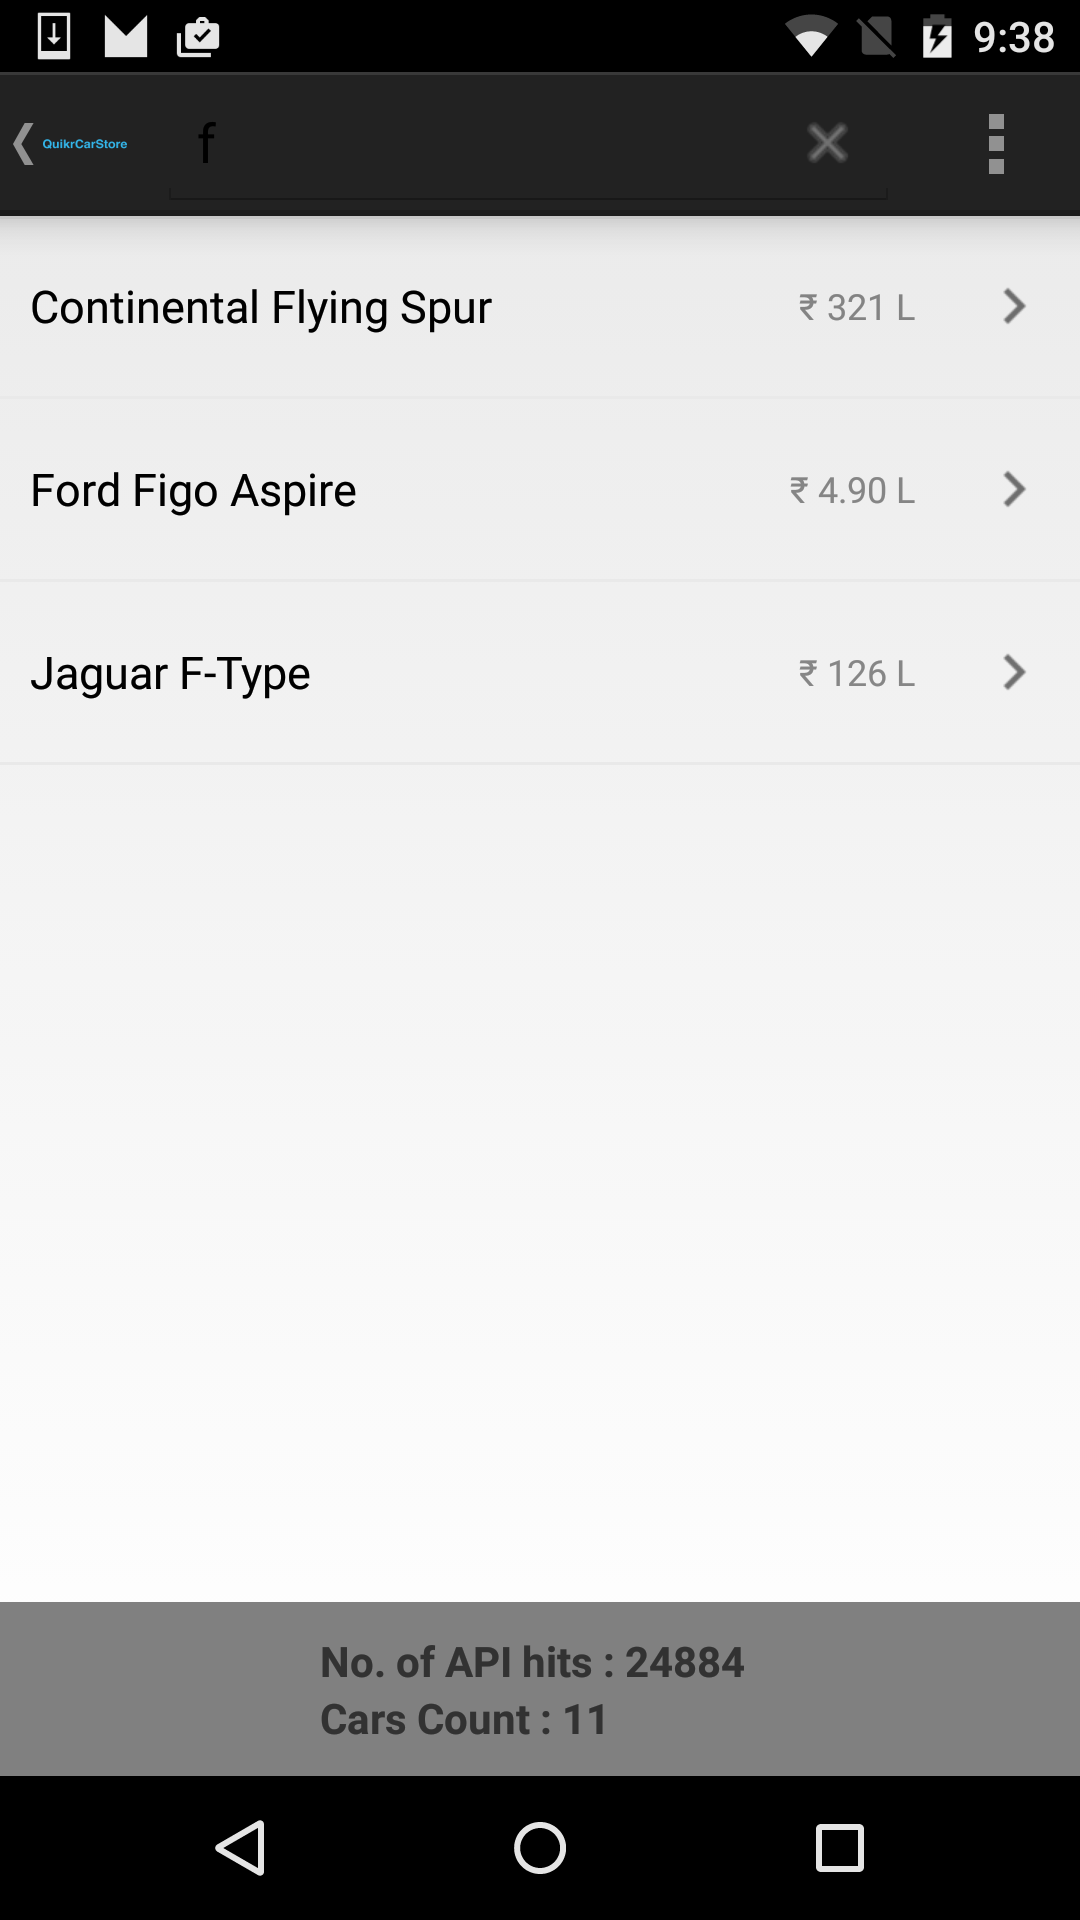 9:38
QuikrCarStore
f
Continental Flying Spur ₹ 321 L
Ford Figo Aspire ₹ 4.90 L
Jaguar F-Type ₹ 126 L
No. of API hits : 24884
Cars Count : 11